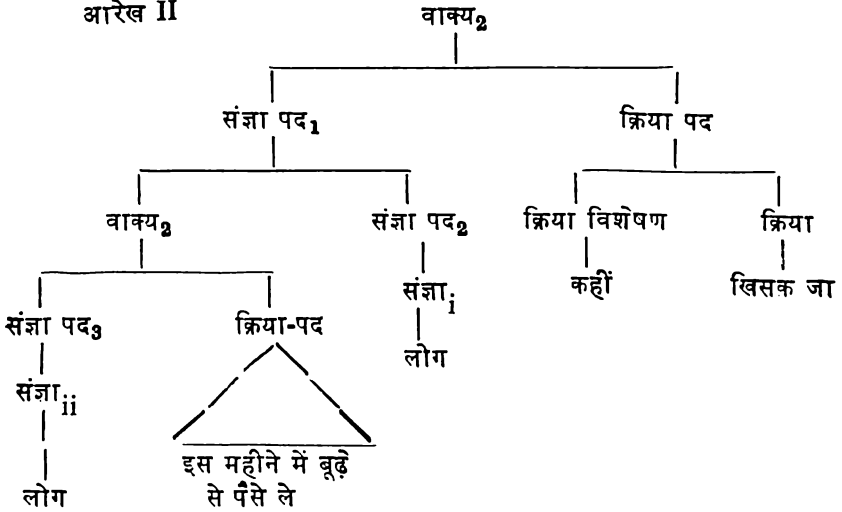 आरेख II वाक्य₂
संज्ञा पद₁ क्रिया पद
वाक्य₂ संज्ञा पद₂ क्रिया विशेषण क्रिया
संज्ञा i कहीं खिसक जा
संज्ञा पद₃ क्रिया-पद
लोग
संज्ञा ii
इस महीने में बूढ़े
से पैसे ले
लोग